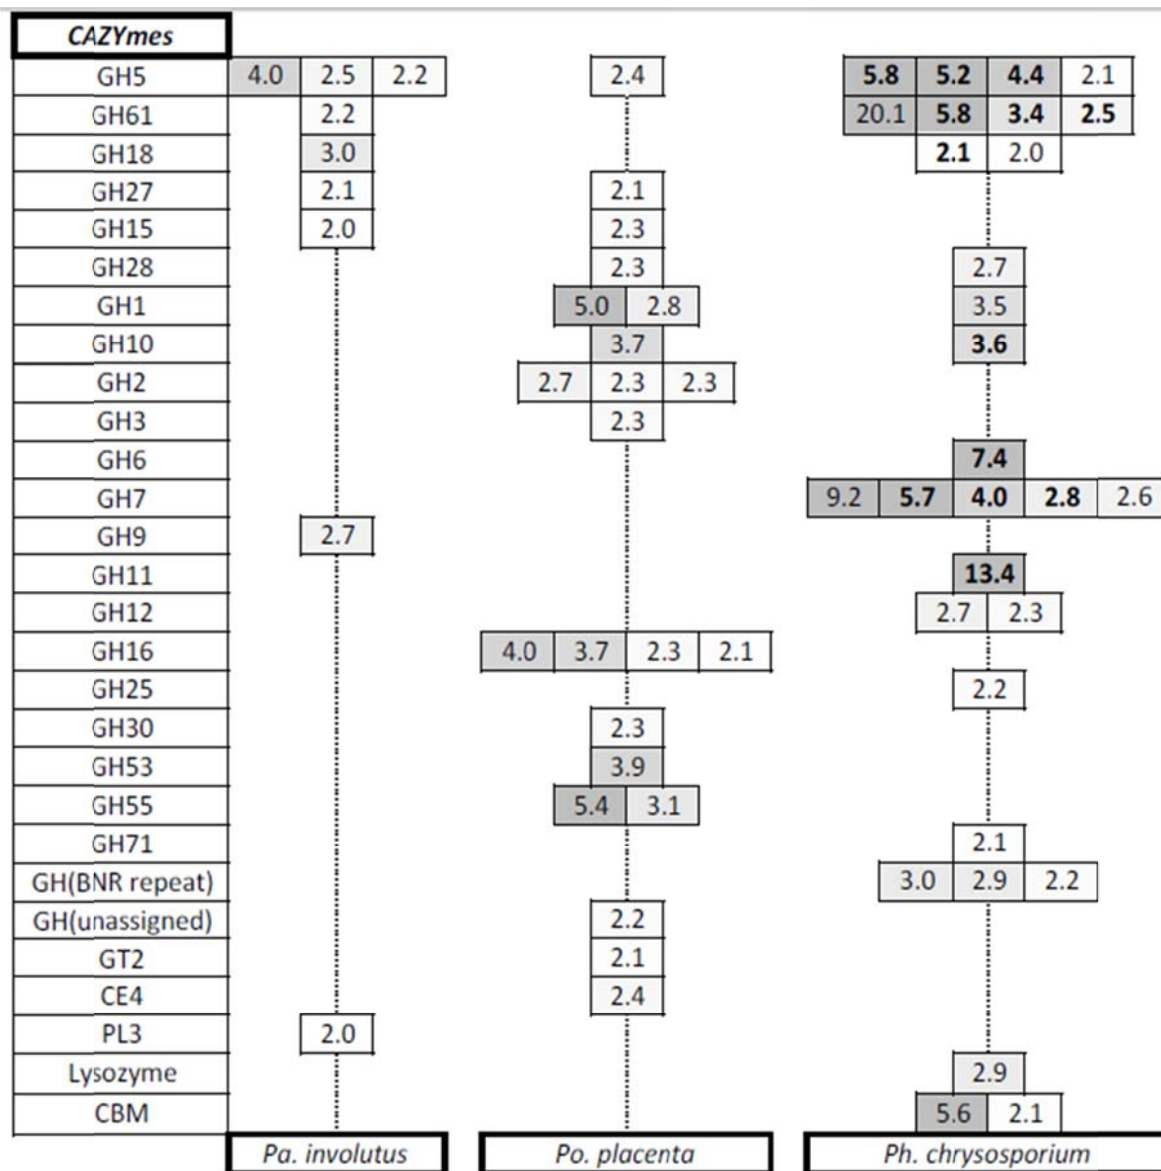 CAZYmes
GH5 4.0 2.5 2.2 2.4 5.8 5.2 4.4 2.1
GH61 2.2 20.1 5.8 3.4 2.5
GH18 3.0 2.1 2.0
GH27 2.1 2.1
GH15 2.0 2.3
GH28 2.3 2.7
GH1 5.0 2.8 3.5
GH10 3.7 3.6
GH2 2.7 2.3 2.3
GH3 2.3
GH6 7.4
GH7 9.2 5.7 4.0 2.8 2.6
GH9 2.7
GH11 13.4
GH12 2.7 2.3
GH16 4.0 3.7 2.3 2.1
GH25 2.2
GH30 2.3
GH53 3.9
GH55 5.4 3.1
GH71 2.1
GH(BNR repeat) 3.0 2.9 2.2
GH(unassigned) 2.2
GT2 2.1
CE4 2.4
PL3 2.0
Lysozyme 2.9
CBM 5.6 2.1
Pa. involutus Po. placenta Ph. chrysosporium